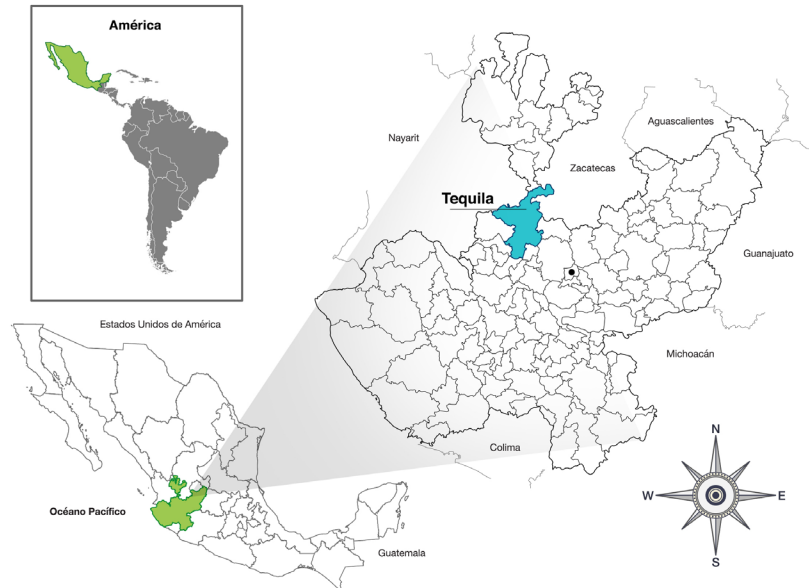 América
Nayarit
Aguascalientes
Zacatecas
Tequila
Guanajuato
Estados Unidos de América
Michoacán
Colima
Océano Pacífico
Guatemala
N
W
E
S